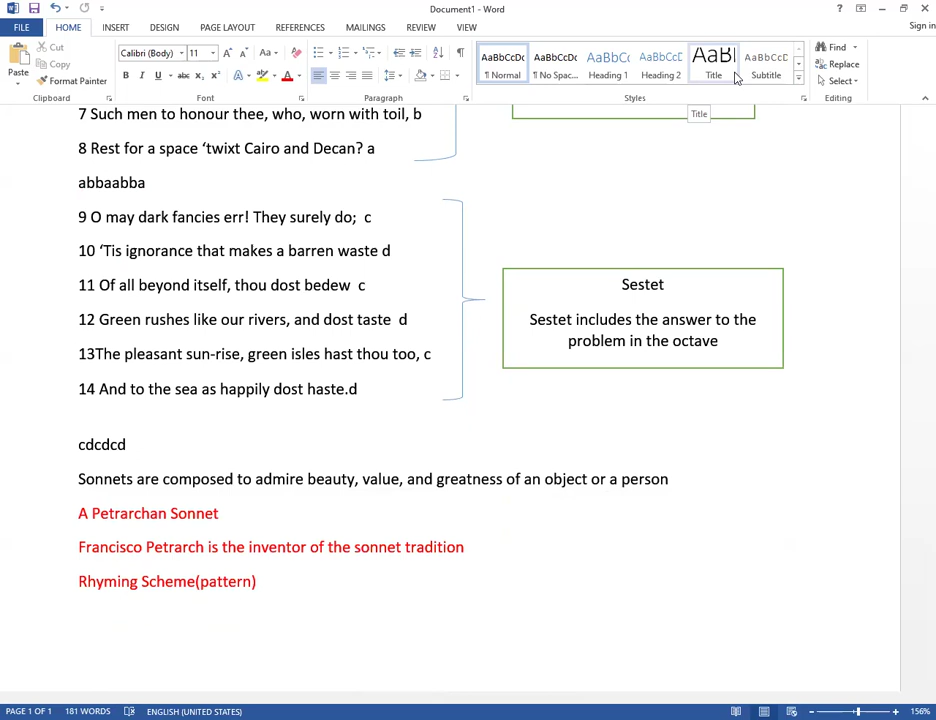 Document1 - Word
Sign in
FILE HOME INSERT DESIGN PAGE LAYOUT REFERENCES MAILINGS REVIEW VIEW
Paste
Cut
Copy
Format Painter
Clipboard
Calibri (Body) 11
Font
Paragraph
AaBbCcDc
¶ Normal
AaBbCcDc
¶ No Spac...
AaBbCc
Heading 1
AaBbCcD
Heading 2
AaBl
Title
AaBbCcD
Subtitle
Styles
Find
Replace
Select
Editing
Title
7 Such men to honour thee, who, worn with toil, b
8 Rest for a space ‘twixt Cairo and Decan? a
abbaabba
9 O may dark fancies err! They surely do; c
10 ‘Tis ignorance that makes a barren waste d
11 Of all beyond itself, thou dost bedew c
12 Green rushes like our rivers, and dost taste d
13The pleasant sun-rise, green isles hast thou too, c
14 And to the sea as happily dost haste.d
Sestet
Sestet includes the answer to the
problem in the octave
cdcdcd
Sonnets are composed to admire beauty, value, and greatness of an object or a person
A Petrarchan Sonnet
Francisco Petrarch is the inventor of the sonnet tradition
Rhyming Scheme(pattern)
PAGE 1 OF 1 181 WORDS ENGLISH (UNITED STATES) 156%